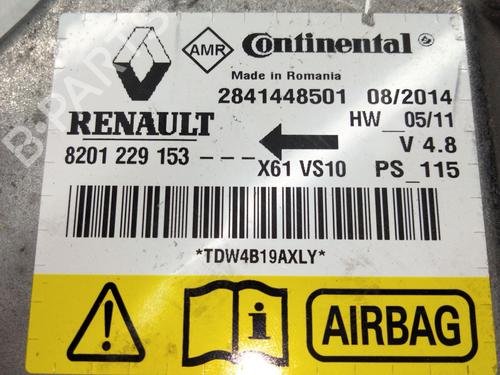 AMR Continental
Made in Romania
2841448501 08/2014
RENAULT HW__05/11
V 4.8
8201 229 153 - - - X61 VS10 PS_115
*TDW4B19AXLY*
AIRBAG
B-PARTS